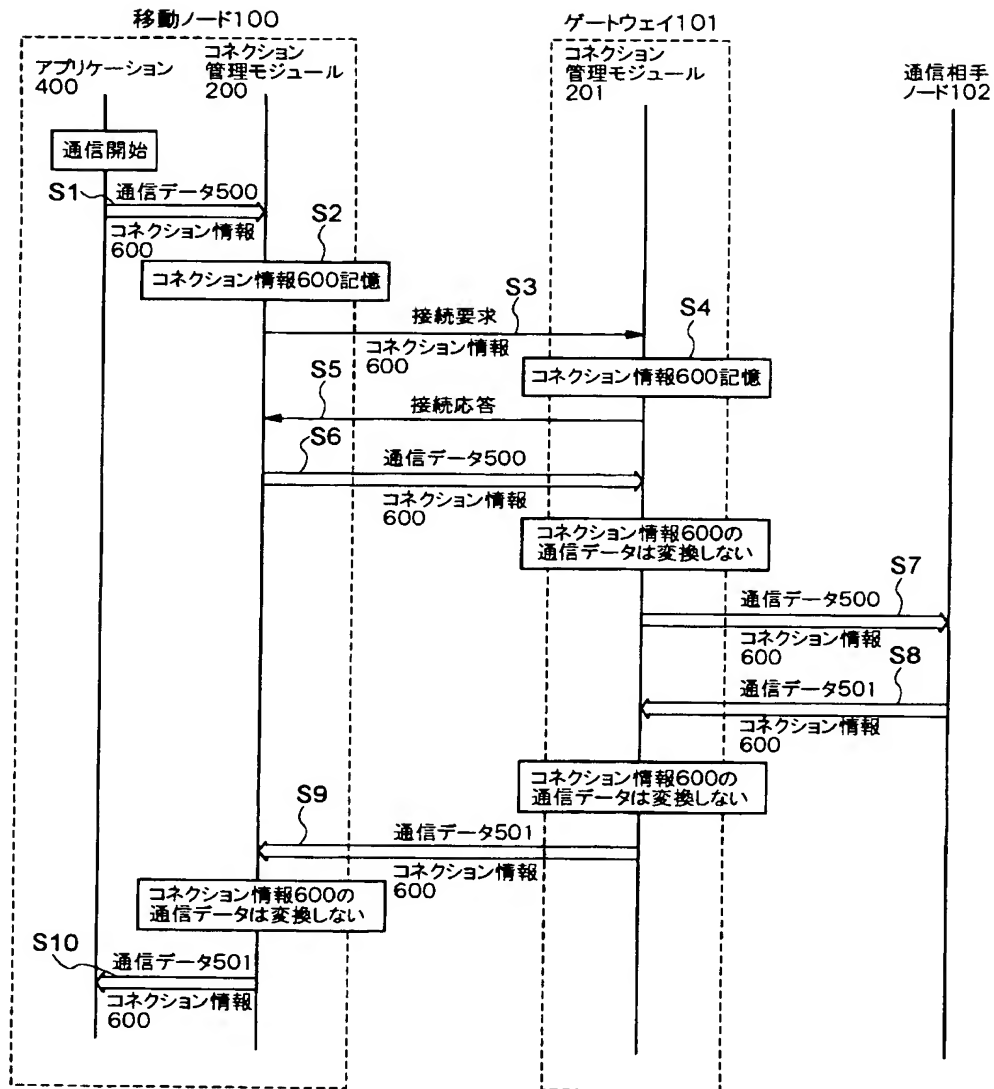 移動ノード100
ゲートウェイ101
アプリケーション
400
コネクション
管理モジュール
200
コネクション
管理モジュール
201
通信相手
ノード102
通信開始
S1
通信データ500
コネクション情報
600
S2
コネクション情報600記憶
S3
接続要求
コネクション情報
600
S4
コネクション情報600記憶
S5
接続応答
S6
通信データ500
コネクション情報
600
コネクション情報600の
通信データは変換しない
S7
通信データ500
コネクション情報
600
S8
通信データ501
コネクション情報
600
コネクション情報600の
通信データは変換しない
S9
通信データ501
コネクション情報
600
コネクション情報600の
通信データは変換しない
S10
通信データ501
コネクション情報
600